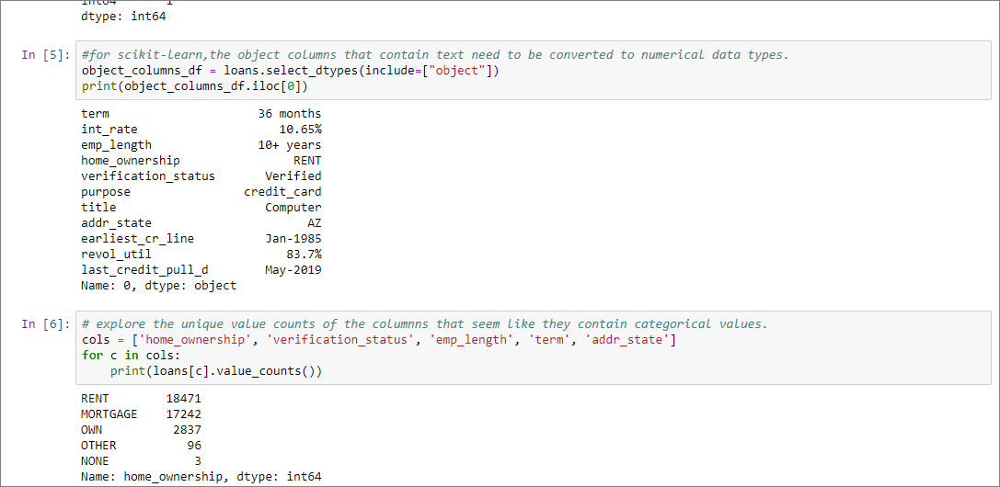 dtype: int64
In [5]: #for scikit-learn,the object columns that contain text need to be converted to numerical data types.
object_columns_df = loans.select_dtypes(include=["object"])
print(object_columns_df.iloc[0])
term 36 months
int_rate 10.65%
emp_length 10+ years
home_ownership RENT
verification_status Verified
purpose credit_card
title Computer
addr_state AZ
earliest_cr_line Jan-1985
revol_util 83.7%
last_credit_pull_d May-2019
Name: 0, dtype: object
In [6]: # explore the unique value counts of the columnns that seem like they contain categorical values.
cols = ['home_ownership', 'verification_status', 'emp_length', 'term', 'addr_state']
for c in cols:
print(loans[c].value_counts())
RENT 18471
MORTGAGE 17242
OWN 2837
OTHER 96
NONE 3
Name: home_ownership, dtype: int64